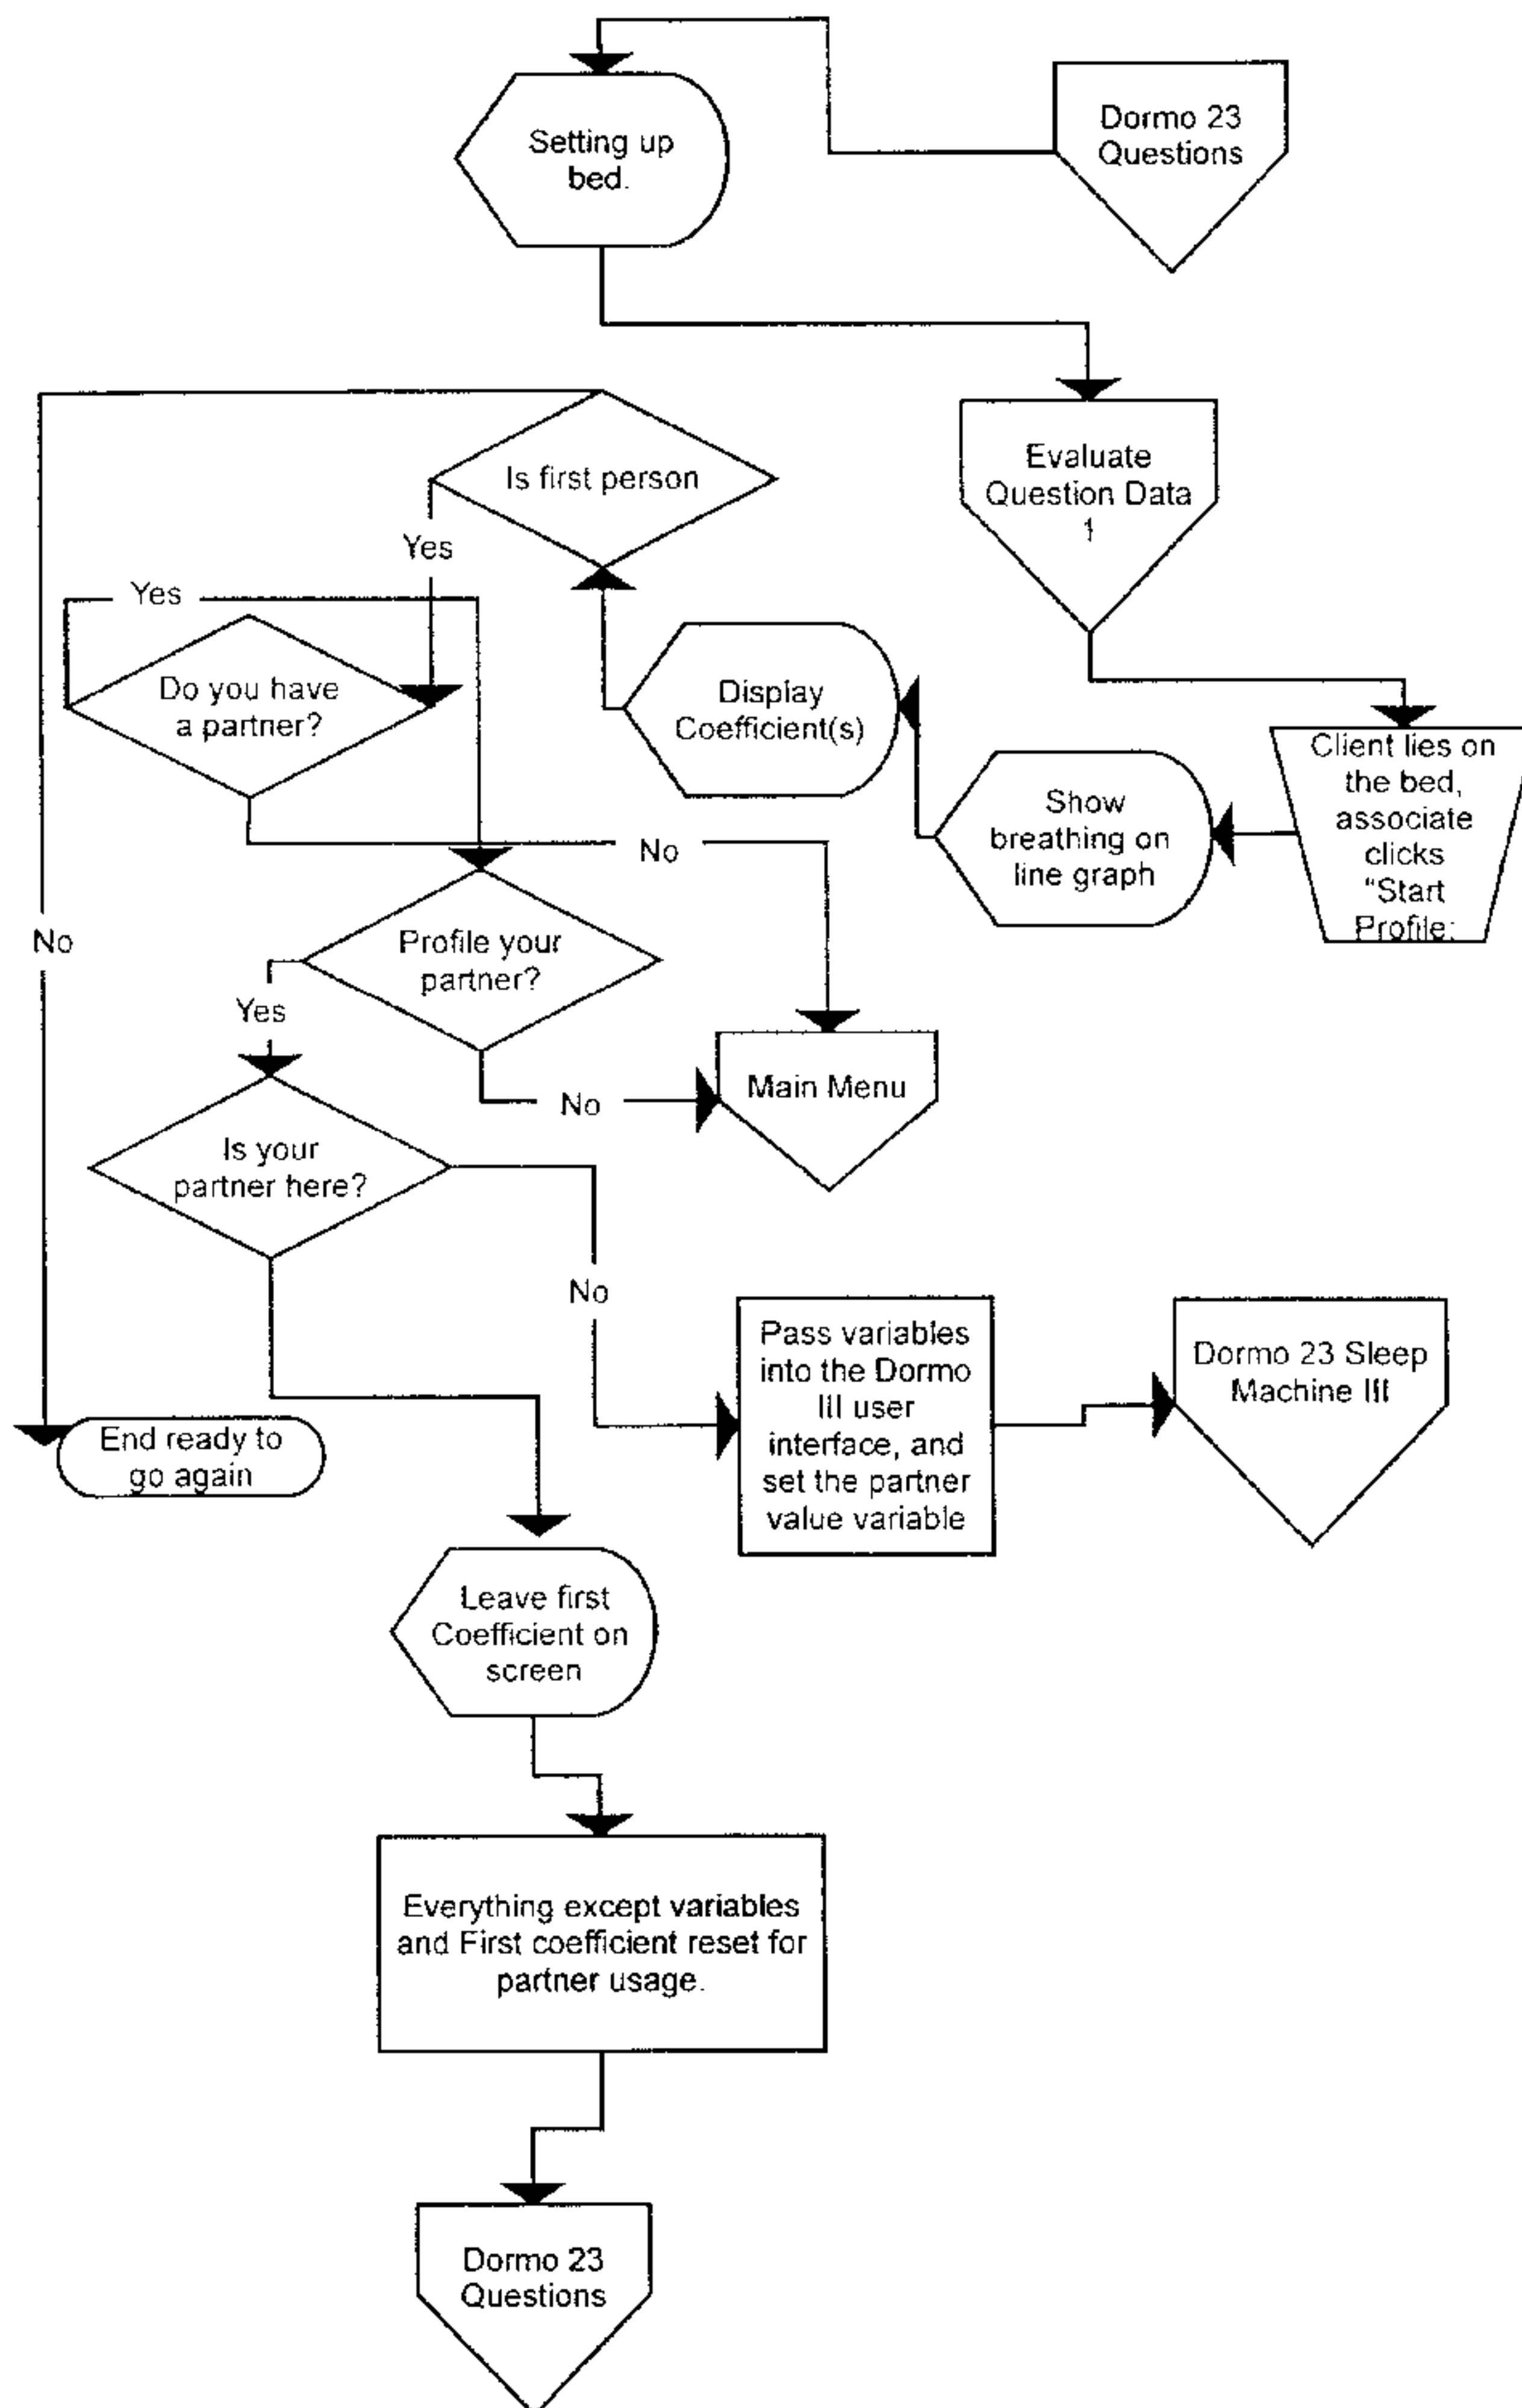 Setting up
bed.
Dormo 23
Questions
Evaluate
Question Data
1
Is first person
Yes
Yes
Do you have
a partner?
Display
Coefficient(s)
Show
breathing on
line graph
Client lies on
the bed,
associate
clicks
"Start
Profile:
No
No
Profile your
partner?
Yes
Main Menu
No
Is your
partner here?
No
Pass variables
into the Dormo
III user
interface, and
set the partner
value variable
Dormo 23 Sleep
Machine III
End ready to
go again
Leave first
Coefficient on
screen
Everything except variables
and First coefficient reset for
partner usage.
Dormo 23
Questions